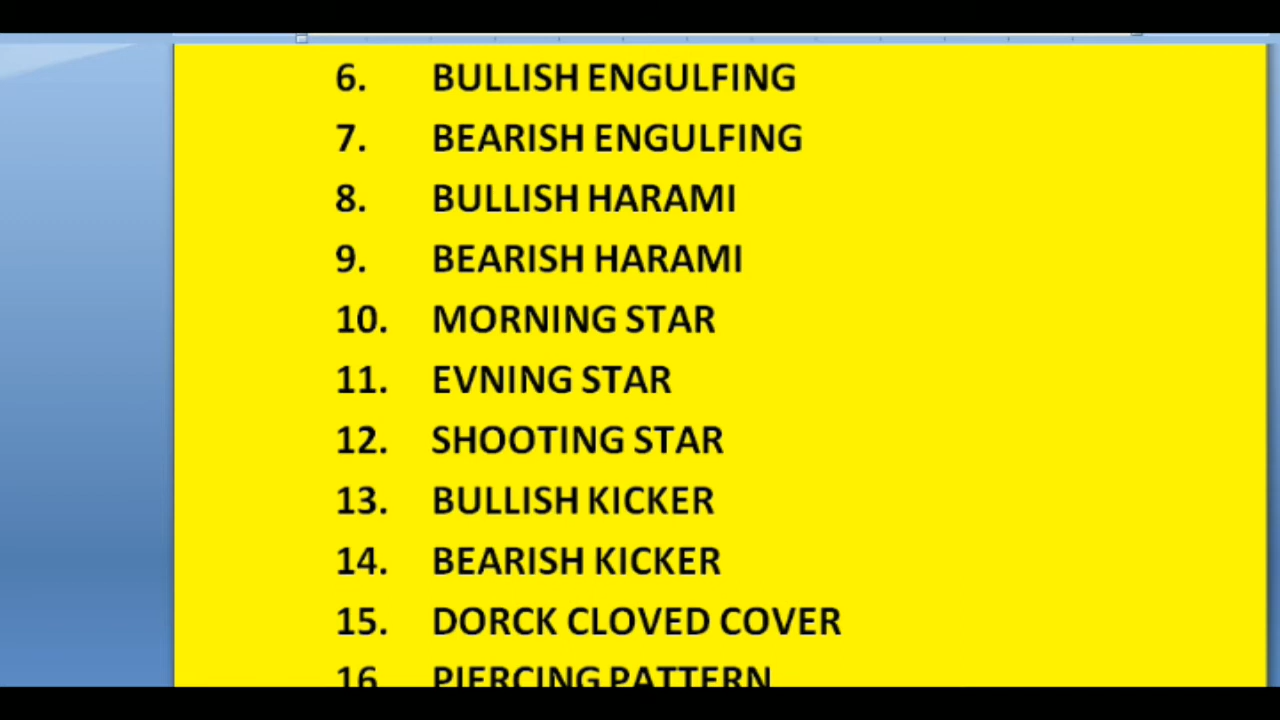 6. BULLISH ENGULFING
7. BEARISH ENGULFING
8. BULLISH HARAMI
9. BEARISH HARAMI
10. MORNING STAR
11. EVNING STAR
12. SHOOTING STAR
13. BULLISH KICKER
14. BEARISH KICKER
15. DORCK CLOVED COVER
16. PIERCING PATTERN